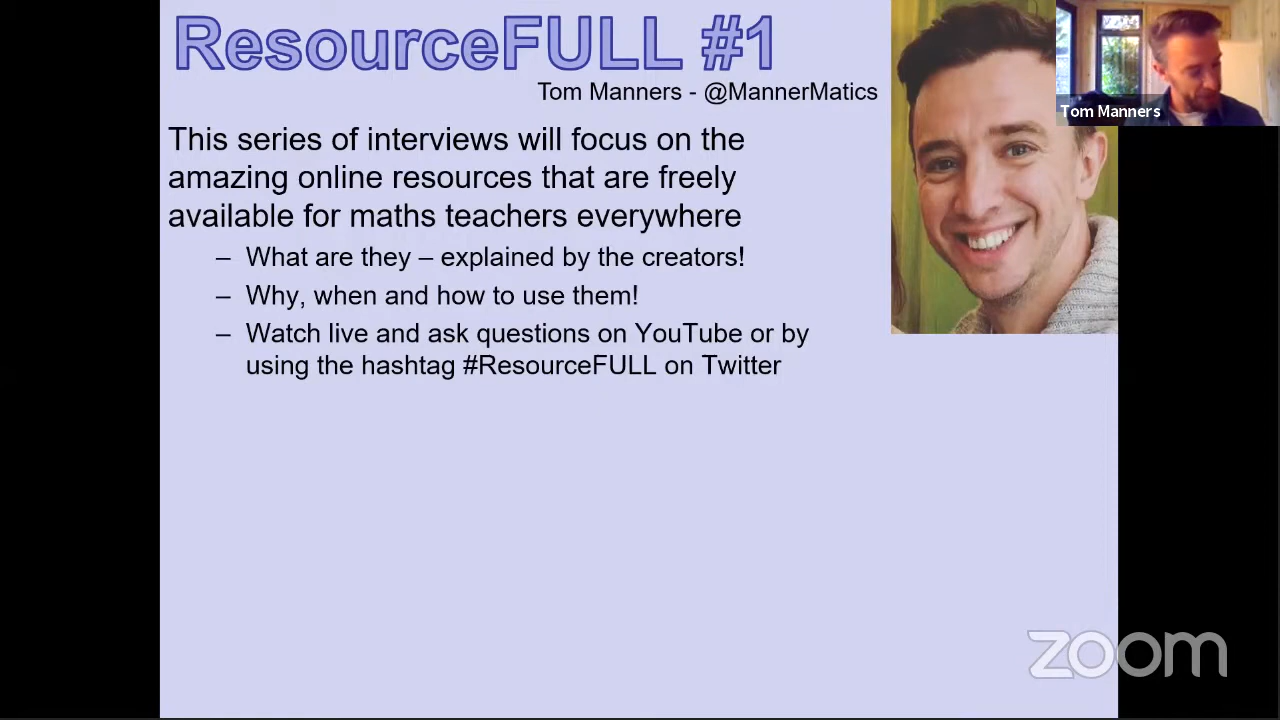 ResourceFULL #1
Tom Manners - @MannerMatics
Tom Manners
This series of interviews will focus on the
amazing online resources that are freely
available for maths teachers everywhere
– What are they – explained by the creators!
– Why, when and how to use them!
– Watch live and ask questions on YouTube or by
using the hashtag #ResourceFULL on Twitter
zoom